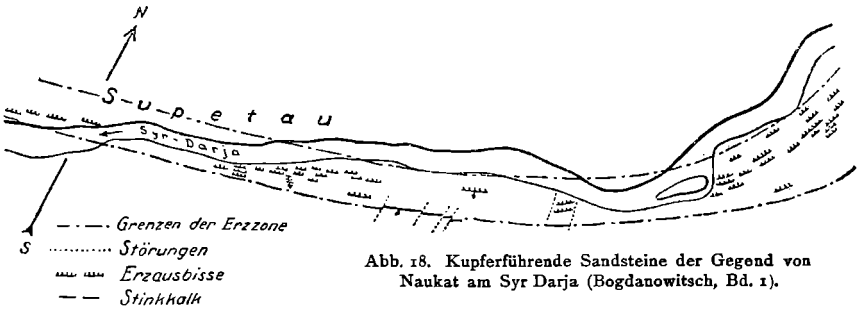 N
Supetau
Syr-Darja
S
Grenzen der Erzzone
Störungen
Erzausbisse
Stinkkalk
Abb. 18. Kupferführende Sandsteine der Gegend von
Naukat am Syr Darja (Bogdanowitsch, Bd. 1).